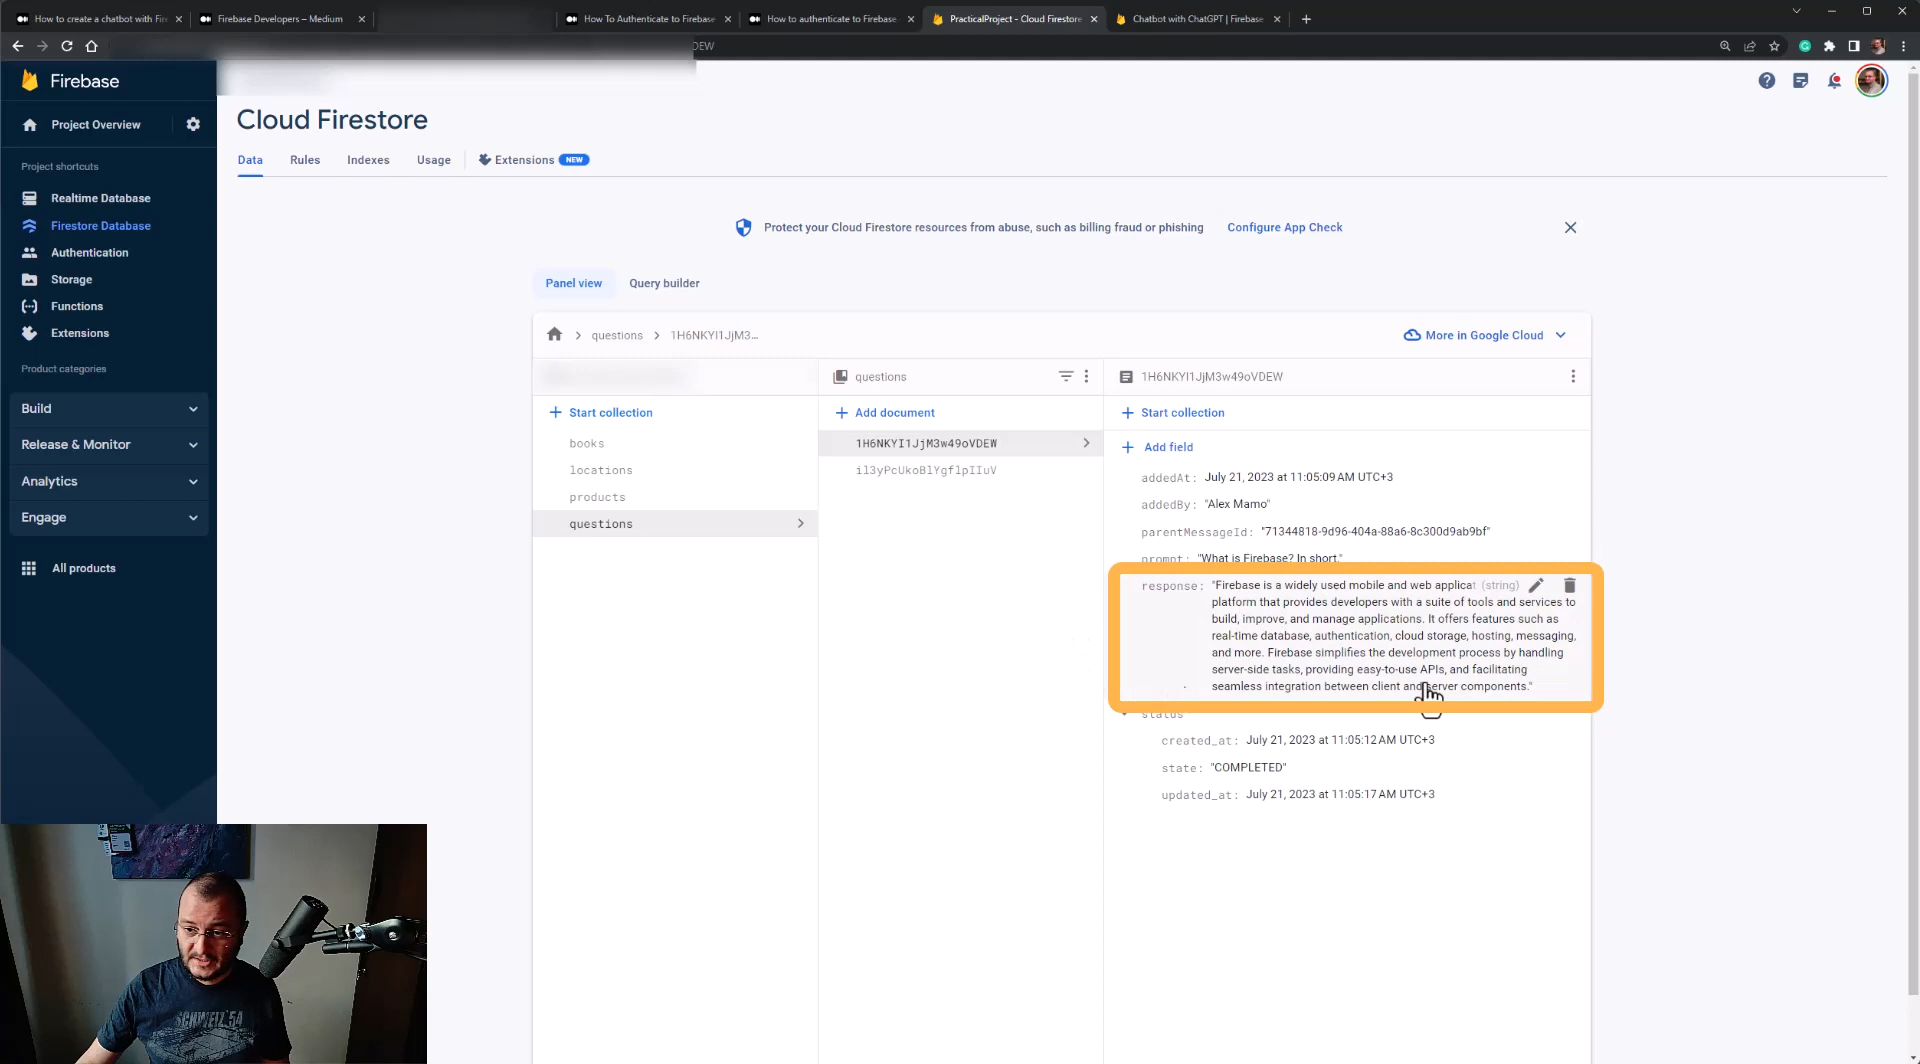 How to create a chatbot with Fire
Firebase Developers – Medium
How To Authenticate to Firebase
How to authenticate to Firebase
PracticalProject - Cloud Firestore
Chatbot with ChatGPT | Firebase
DEW
Firebase
Project Overview
Project shortcuts
Realtime Database
Firestore Database
Authentication
Storage
Functions
Extensions
Product categories
Build
Release & Monitor
Analytics
Engage
All products
Cloud Firestore
Data
Rules
Indexes
Usage
Extensions NEW
Protect your Cloud Firestore resources from abuse, such as billing fraud or phishing
Configure App Check
Panel view
Query builder
questions
1H6NKYI1JjM3…
More in Google Cloud
Start collection
books
locations
products
questions
questions
Add document
1H6NKYI1JjM3w49oVDEW
il3yPcUkoBlYgflpIIuV
1H6NKYI1JjM3w49oVDEW
Start collection
Add field
addedAt: July 21, 2023 at 11:05:09 AM UTC+3
addedBy: "Alex Mamo"
parentMessageId: "71344818-9d96-404a-88a6-8c300d9ab9bf"
prompt: "What is Firebase? In short."
response: "Firebase is a widely used mobile and web applicat (string)
platform that provides developers with a suite of tools and services to
build, improve, and manage applications. It offers features such as
real-time database, authentication, cloud storage, hosting, messaging,
and more. Firebase simplifies the development process by handling
server-side tasks, providing easy-to-use APIs, and facilitating
seamless integration between client and server components."
status
created_at: July 21, 2023 at 11:05:12 AM UTC+3
state: "COMPLETED"
updated_at: July 21, 2023 at 11:05:17 AM UTC+3
SCHWEIZ'54